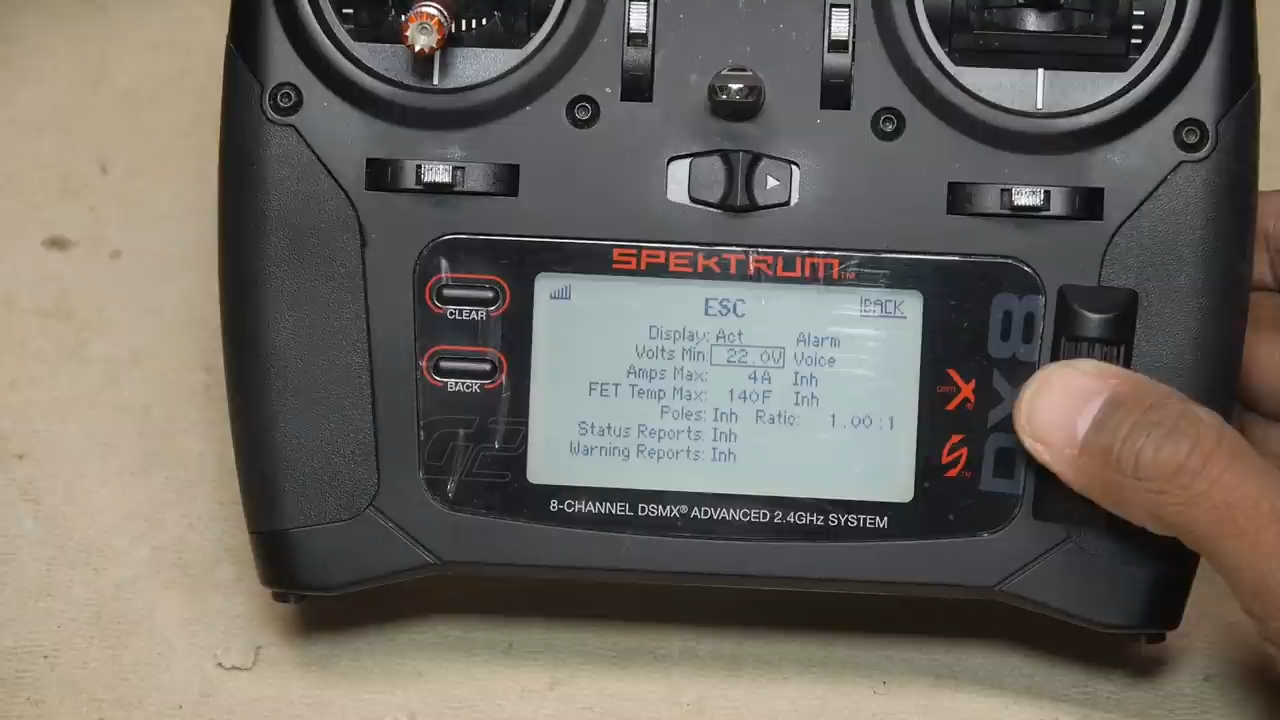 SPEKTRUM™
CLEAR
BACK
G2
ESC
BACK
Display: Act Alarm
Volts Min: 22.0V Voice
Amps Max: 4A Inh
FET Temp Max: 140F Inh
Poles: Inh Ratio: 1.00:1
Status Reports: Inh
Warning Reports: Inh
DX8
8-CHANNEL DSMX® ADVANCED 2.4GHz SYSTEM